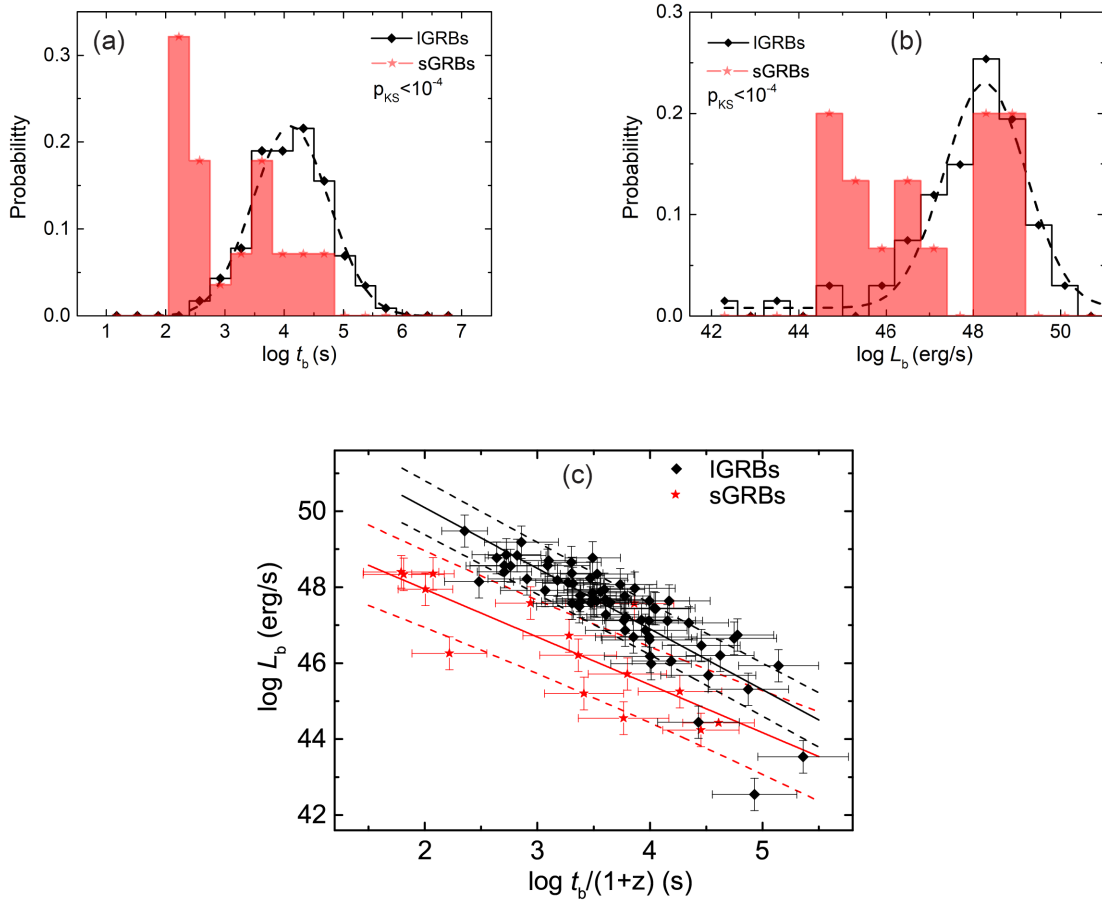 (a)
lGRBs
sGRBs
p_KS<10^-4
Probabilitty
0.3
0.2
0.1
0.0
1 2 3 4 5 6 7
log t_b (s)
(b)
lGRBs
sGRBs
p_KS<10^-4
Probabilitty
0.3
0.2
0.1
0.0
42 44 46 48 50
log L_b (erg/s)
(c)
lGRBs
sGRBs
log L_b (erg/s)
50
48
46
44
42
2 3 4 5
log t_b/(1+z) (s)